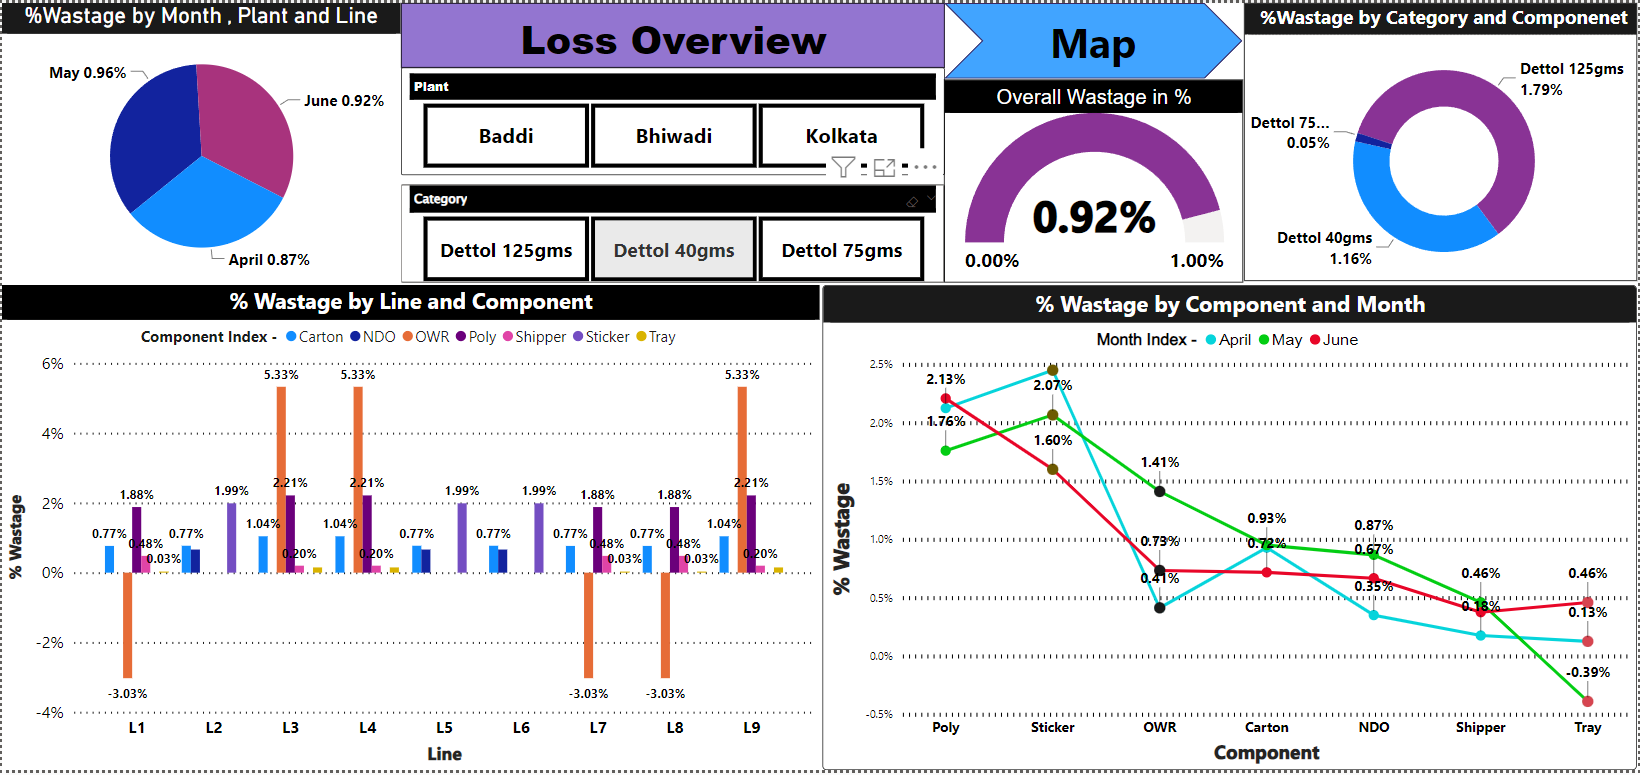 %Wastage by Month , Plant and Line
May 0.96%
June 0.92%
April 0.87%
Loss Overview
Plant
Baddi
Bhiwadi
Kolkata
Category
Dettol 125gms
Dettol 40gms
Dettol 75gms
Map
Overall Wastage in %
0.92%
0.00%
1.00%
%Wastage by Category and Componenet
Dettol 125gms
1.79%
Dettol 75...
0.05%
Dettol 40gms
1.16%
% Wastage by Line and Component
Component Index - Carton NDO OWR Poly Shipper Sticker Tray
% Wastage
6%
4%
2%
0%
-2%
-4%
5.33%
5.33%
5.33%
1.88%
1.99%
2.21%
2.21%
1.99%
1.99%
1.88%
1.88%
2.21%
0.77%
0.77%
1.04%
1.04%
0.77%
0.77%
0.77%
0.77%
1.04%
0.48%
0.03%
0.20%
0.20%
0.48%
0.03%
0.48%
0.03%
0.20%
-3.03%
-3.03%
-3.03%
L1 L2 L3 L4 L5 L6 L7 L8 L9
Line
% Wastage by Component and Month
Month Index - April May June
% Wastage
2.5%
2.0%
1.5%
1.0%
0.5%
0.0%
-0.5%
2.13%
1.76%
2.07%
1.60%
1.41%
0.73%
0.41%
0.93%
0.72%
0.87%
0.67%
0.35%
0.46%
0.18%
0.46%
0.13%
-0.39%
Poly Sticker OWR Carton NDO Shipper Tray
Component